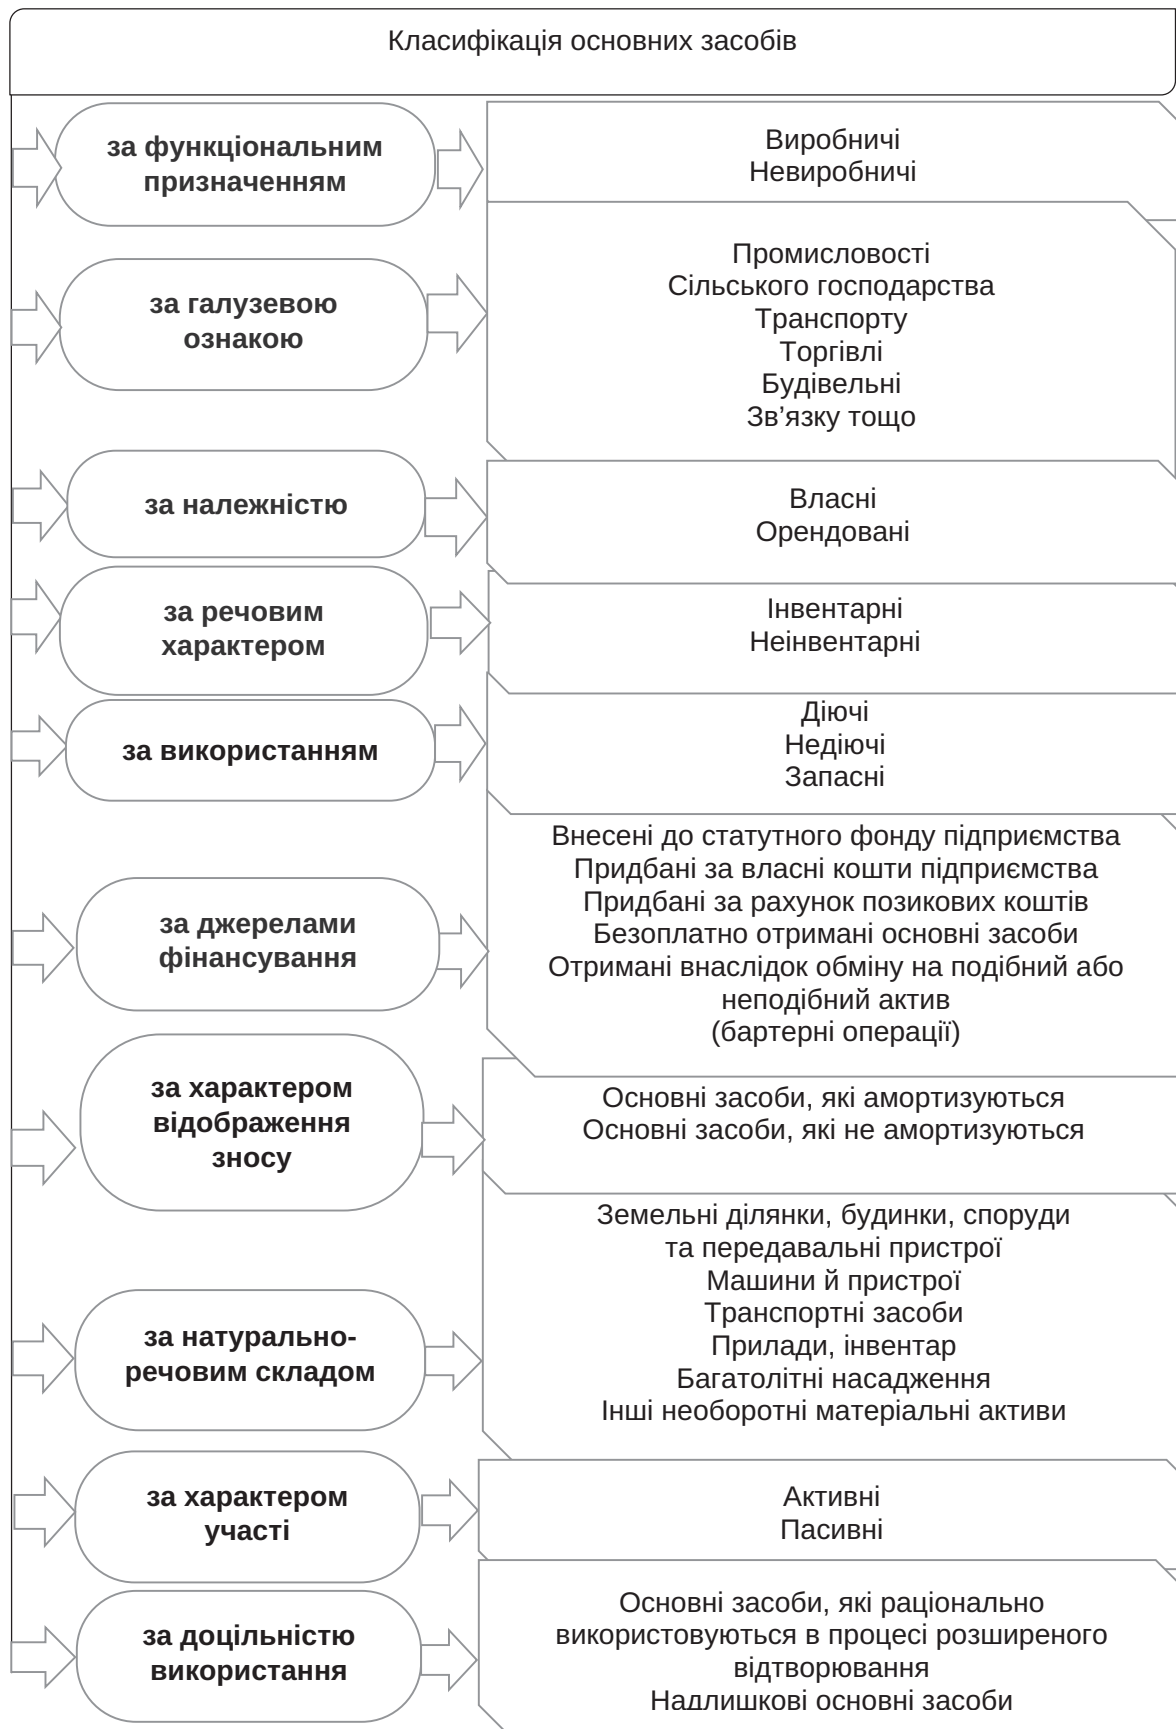 Класифікація основних засобів
за функціональним
призначенням
Виробничі
Невиробничі
за галузевою
ознакою
Промисловості
Сільського господарства
Транспорту
Торгівлі
Будівельні
Зв’язку тощо
за належністю
Власні
Орендовані
за речовим
характером
Інвентарні
Неінвентарні
за використанням
Діючі
Недіючі
Запасні
за джерелами
фінансування
Внесені до статутного фонду підприємства
Придбані за власні кошти підприємства
Придбані за рахунок позикових коштів
Безоплатно отримані основні засоби
Отримані внаслідок обміну на подібний або
неподібний актив
(бартерні операції)
за характером
відображення
зносу
Основні засоби, які амортизуються
Основні засоби, які не амортизуються
за натурально-
речовим складом
Земельні ділянки, будинки, споруди
та передавальні пристрої
Машини й пристрої
Транспортні засоби
Прилади, інвентар
Багатолітні насадження
Інші необоротні матеріальні активи
за характером
участі
Активні
Пасивні
за доцільністю
використання
Основні засоби, які раціонально
використовуються в процесі розширеного
відтворювання
Надлишкові основні засоби